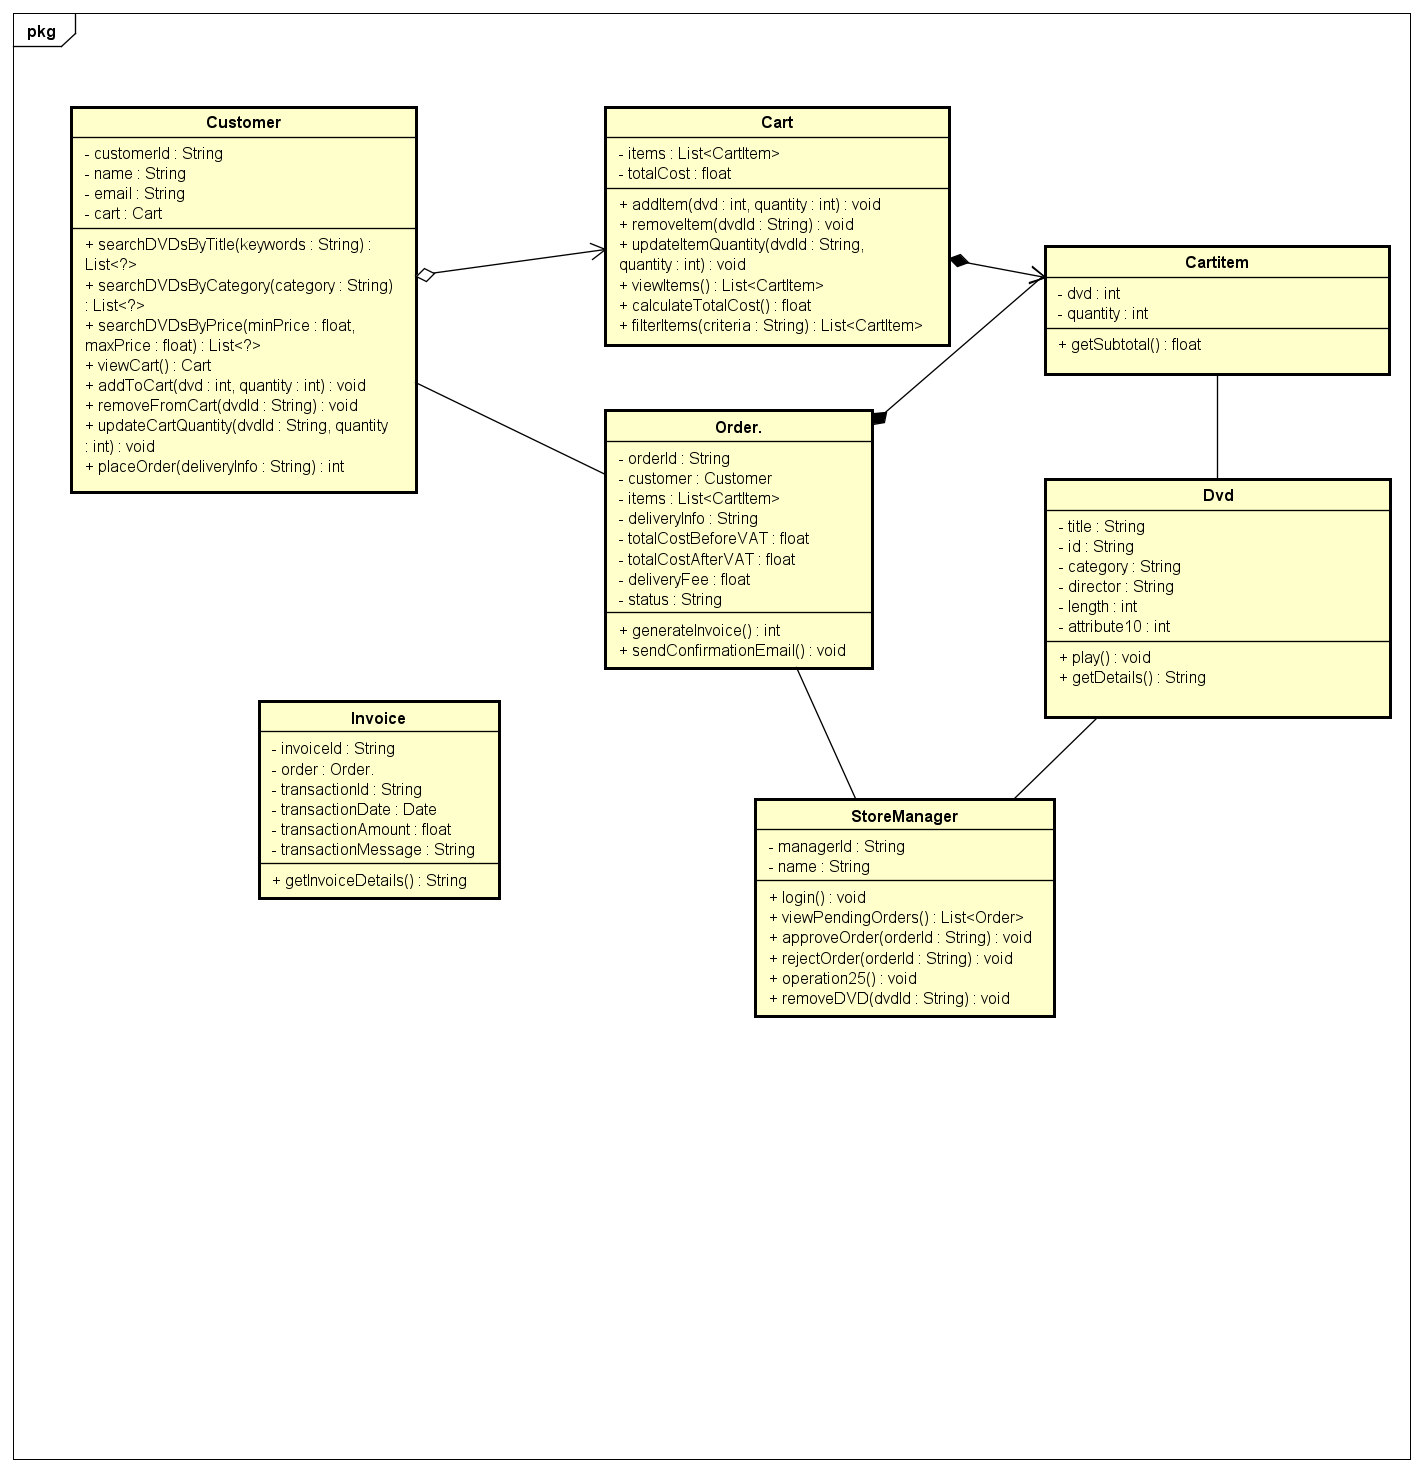 pkg
Customer
- customerId : String
- name : String
- email : String
- cart : Cart
+ searchDVDsByTitle(keywords : String) :
List<?>
+ searchDVDsByCategory(category : String)
: List<?>
+ searchDVDsByPrice(minPrice : float,
maxPrice : float) : List<?>
+ viewCart() : Cart
+ addToCart(dvd : int, quantity : int) : void
+ removeFromCart(dvdId : String) : void
+ updateCartQuantity(dvdId : String, quantity
: int) : void
+ placeOrder(deliveryInfo : String) : int
Cart
- items : List<CartItem>
- totalCost : float
+ addItem(dvd : int, quantity : int) : void
+ removeItem(dvdId : String) : void
+ updateItemQuantity(dvdId : String,
quantity : int) : void
+ viewItems() : List<CartItem>
+ calculateTotalCost() : float
+ filterItems(criteria : String) : List<CartItem>
Cartitem
- dvd : int
- quantity : int
+ getSubtotal() : float
Order.
- orderId : String
- customer : Customer
- items : List<CartItem>
- deliveryInfo : String
- totalCostBeforeVAT : float
- totalCostAfterVAT : float
- deliveryFee : float
- status : String
+ generateInvoice() : int
+ sendConfirmationEmail() : void
Dvd
- title : String
- id : String
- category : String
- director : String
- length : int
- attribute10 : int
+ play() : void
+ getDetails() : String
Invoice
- invoiceId : String
- order : Order.
- transactionId : String
- transactionDate : Date
- transactionAmount : float
- transactionMessage : String
+ getInvoiceDetails() : String
StoreManager
- managerId : String
- name : String
+ login() : void
+ viewPendingOrders() : List<Order>
+ approveOrder(orderId : String) : void
+ rejectOrder(orderId : String) : void
+ operation25() : void
+ removeDVD(dvdId : String) : void